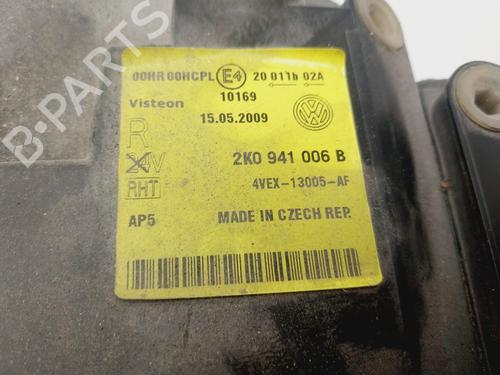 00HR 00HCPL E4 20 011b 02A
10169
Visteon
15.05.2009
R
24V
2K0 941 006 B
RHT
4VEX-13005-AF
AP5
MADE IN CZECH REP.
B-PARTS